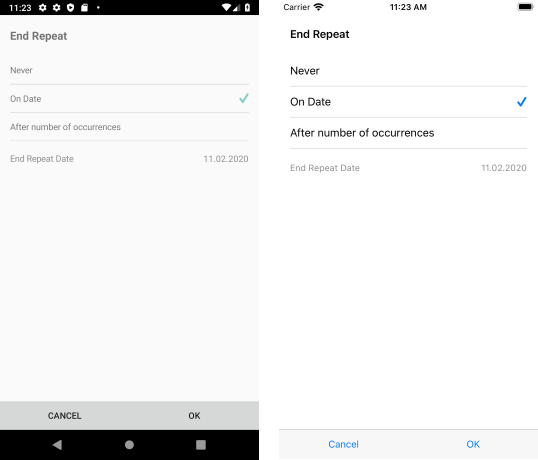 11:23
End Repeat
Never
On Date
After number of occurrences
End Repeat Date 11.02.2020
CANCEL OK
Carrier 11:23 AM
End Repeat
Never
On Date
After number of occurrences
End Repeat Date 11.02.2020
Cancel OK